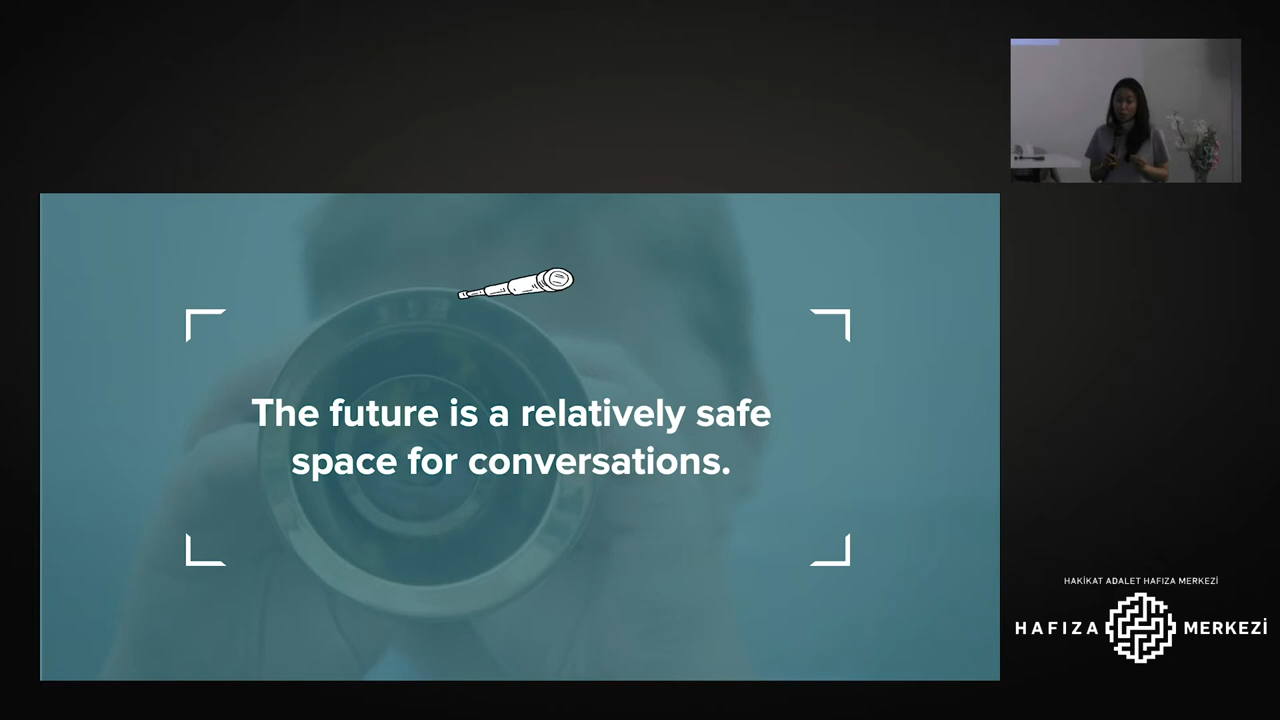 The future is a relatively safe
space for conversations.
HAKİKAT ADALET HAFIZA MERKEZİ
HAFIZA MERKEZİ